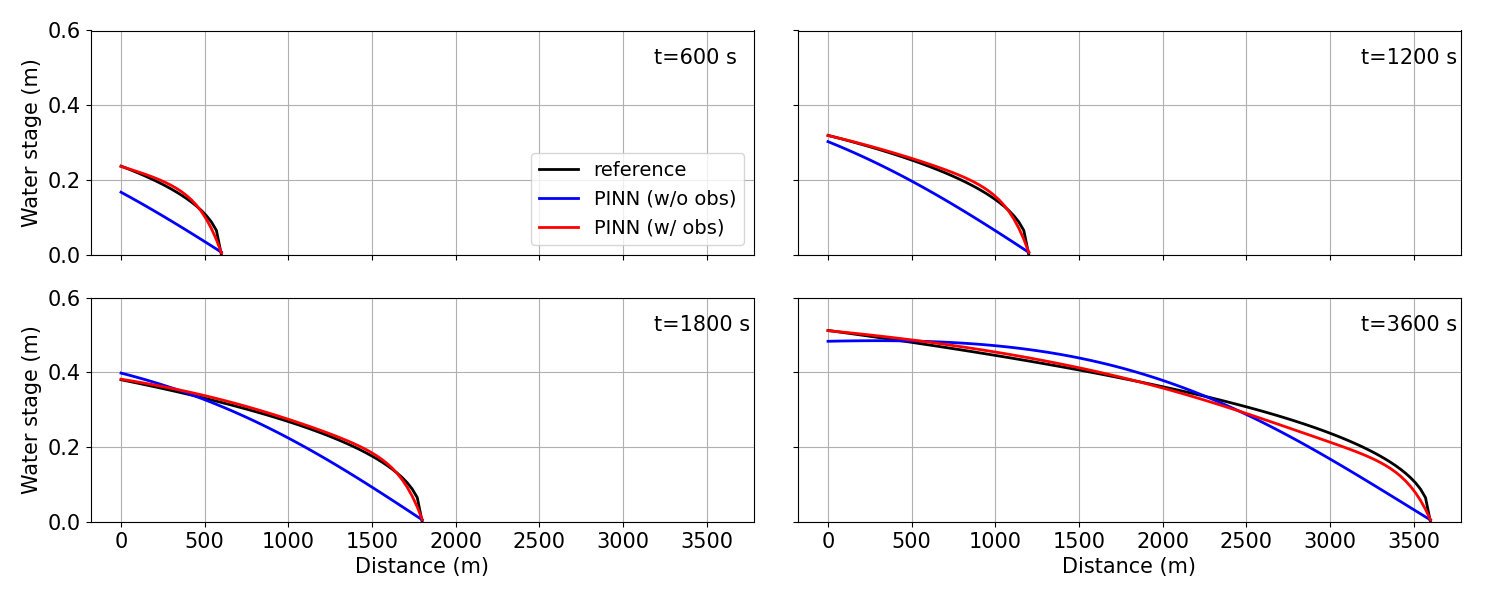 Water stage (m)
0.6
0.4
0.2
0.0
t=600 s
reference
PINN (w/o obs)
PINN (w/ obs)
t=1200 s
Water stage (m)
0.6
0.4
0.2
0.0
t=1800 s
0 500 1000 1500 2000 2500 3000 3500
Distance (m)
t=3600 s
0 500 1000 1500 2000 2500 3000 3500
Distance (m)